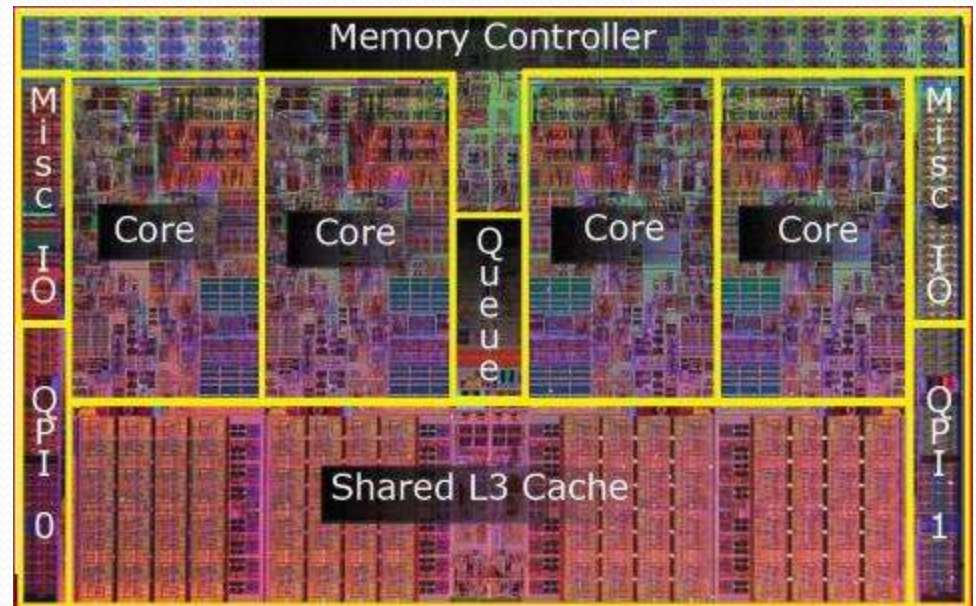 Memory Controller
Misc IO
Core
Core
Queue
Core
Core
Misc IO
QPI 0
Shared L3 Cache
QPI 1